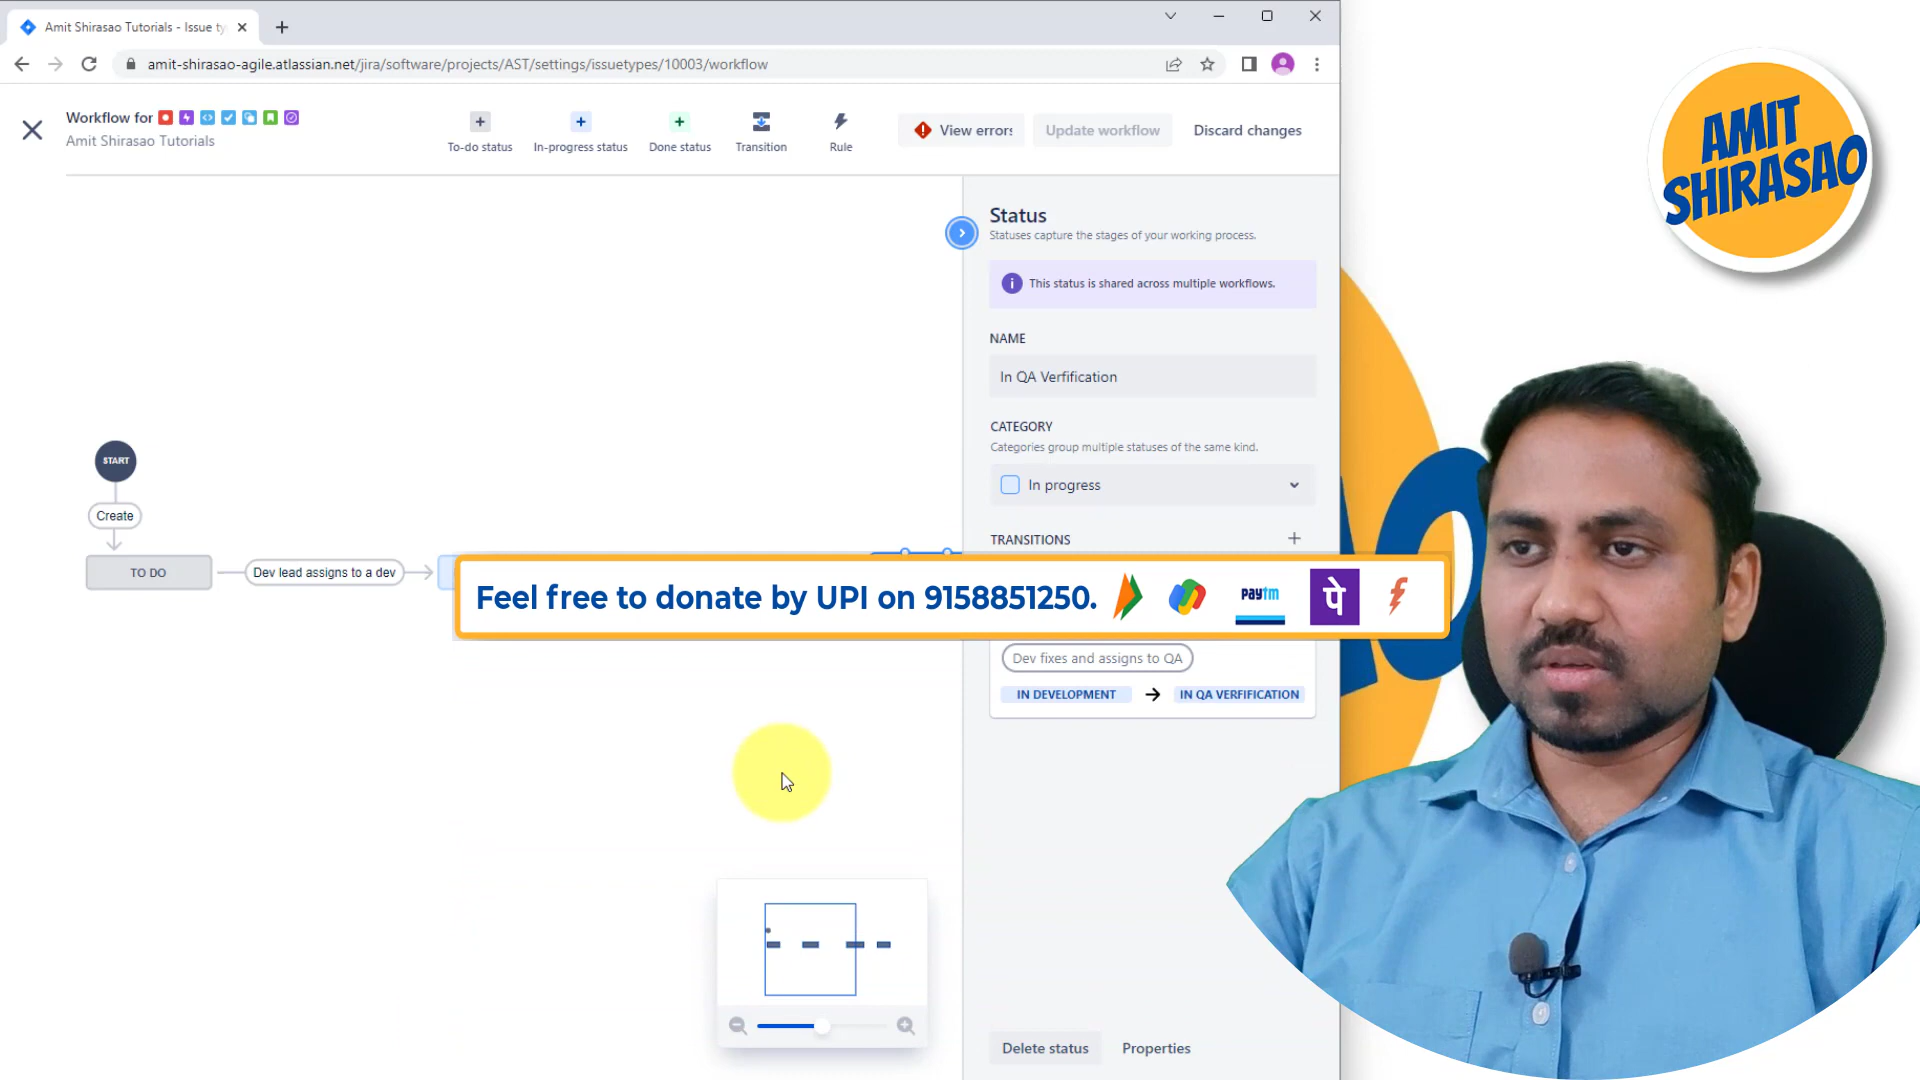 Amit Shirasao Tutorials - Issue ty
amit-shirasao-agile.atlassian.net/jira/software/projects/AST/settings/issuetypes/10003/workflow
Workflow for
Amit Shirasao Tutorials
To-do status
In-progress status
Done status
Transition
Rule
View errors
Update workflow
Discard changes
AMIT
SHIRASAO
Status
Statuses capture the stages of your working process.
This status is shared across multiple workflows.
NAME
In QA Verfification
CATEGORY
Categories group multiple statuses of the same kind.
In progress
TRANSITIONS
START
Create
TO DO
Dev lead assigns to a dev
Feel free to donate by UPI on 9158851250.
paytm
पे
Dev fixes and assigns to QA
IN DEVELOPMENT
IN QA VERFIFICATION
Delete status
Properties